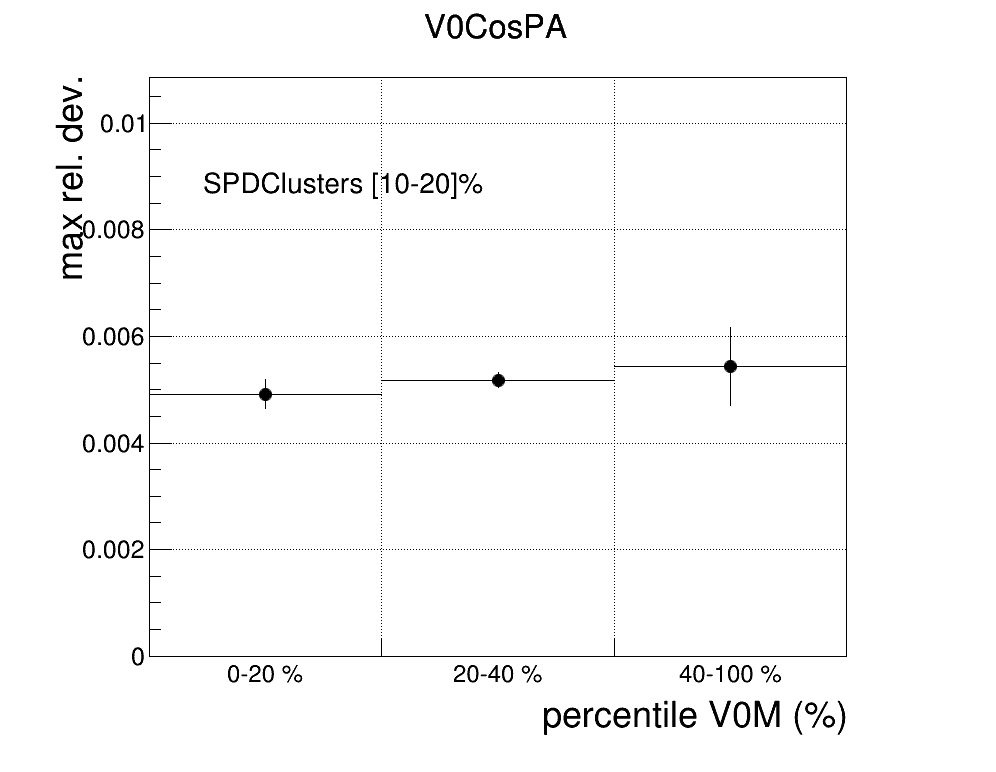 V0CosPA
max rel. dev.
0.01
SPDClusters [10-20]%
0.008
0.006
0.004
0.002
0
0-20 % 20-40 % 40-100 %
percentile V0M (%)